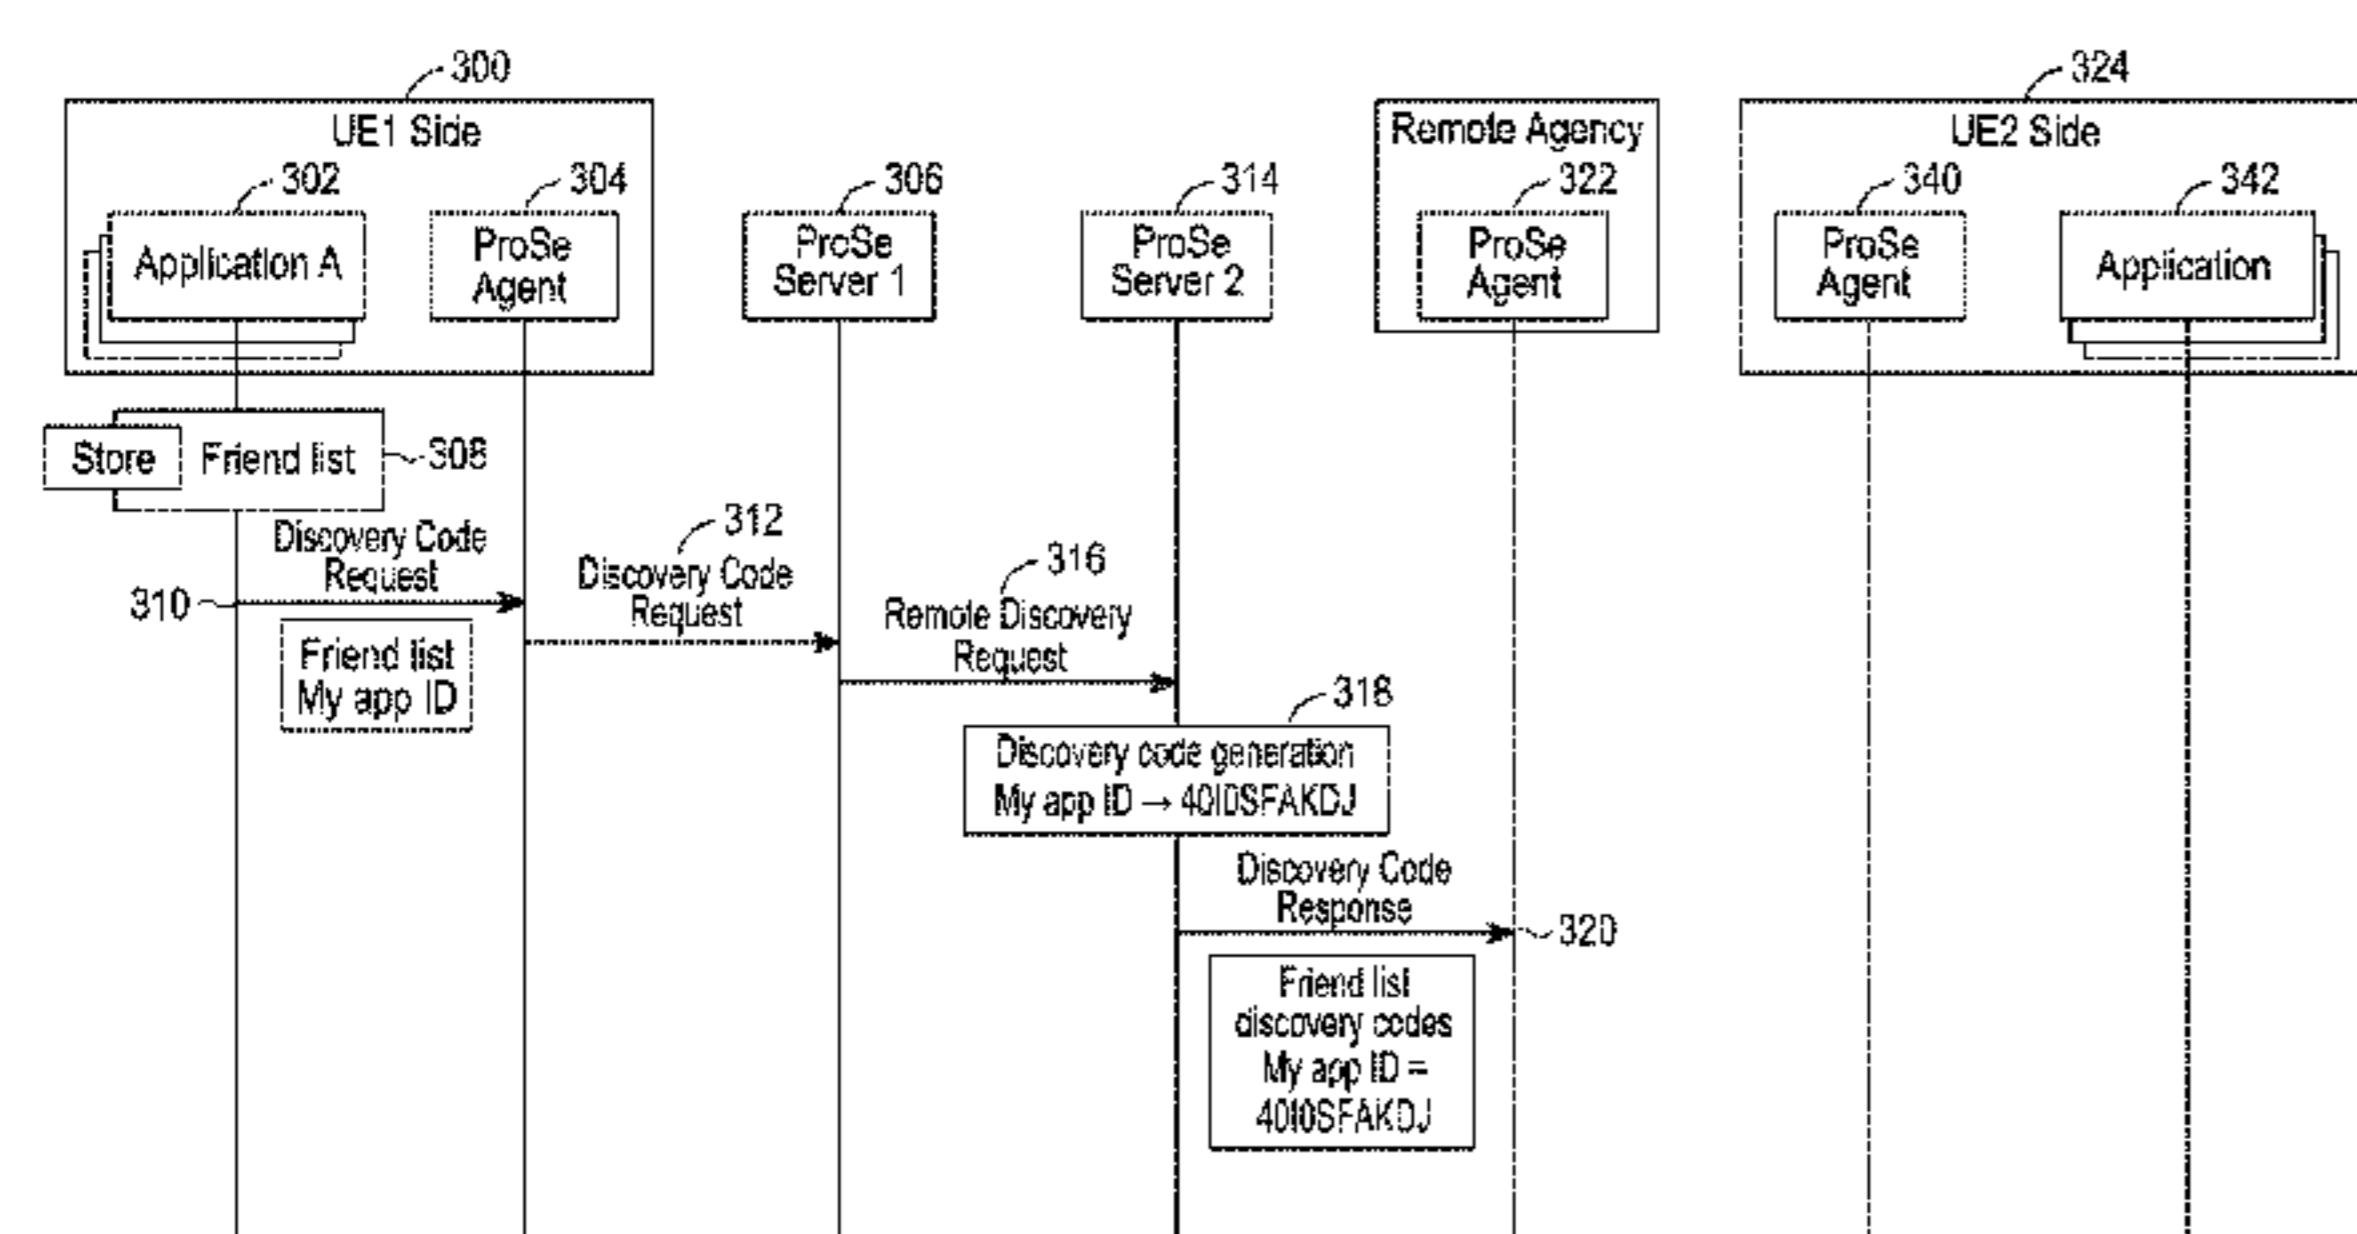 300
324
UE1 Side
Remote Agency
UE2 Side
302
304
306
314
322
340
342
Application A
ProSe
Agent
ProSe
Server 1
ProSe
Server 2
ProSe
Agent
ProSe
Agent
Application
Store
Friend list
308
Discovery Code
Request
310
Friend list
My app ID
312
Discovery Code
Request
316
Remote Discovery
Request
318
Discovery code generation
My app ID → 40I0SFAKDJ
Discovery Code
Response
320
Friend list
discovery codes
My app ID =
40I0SFAKDJ